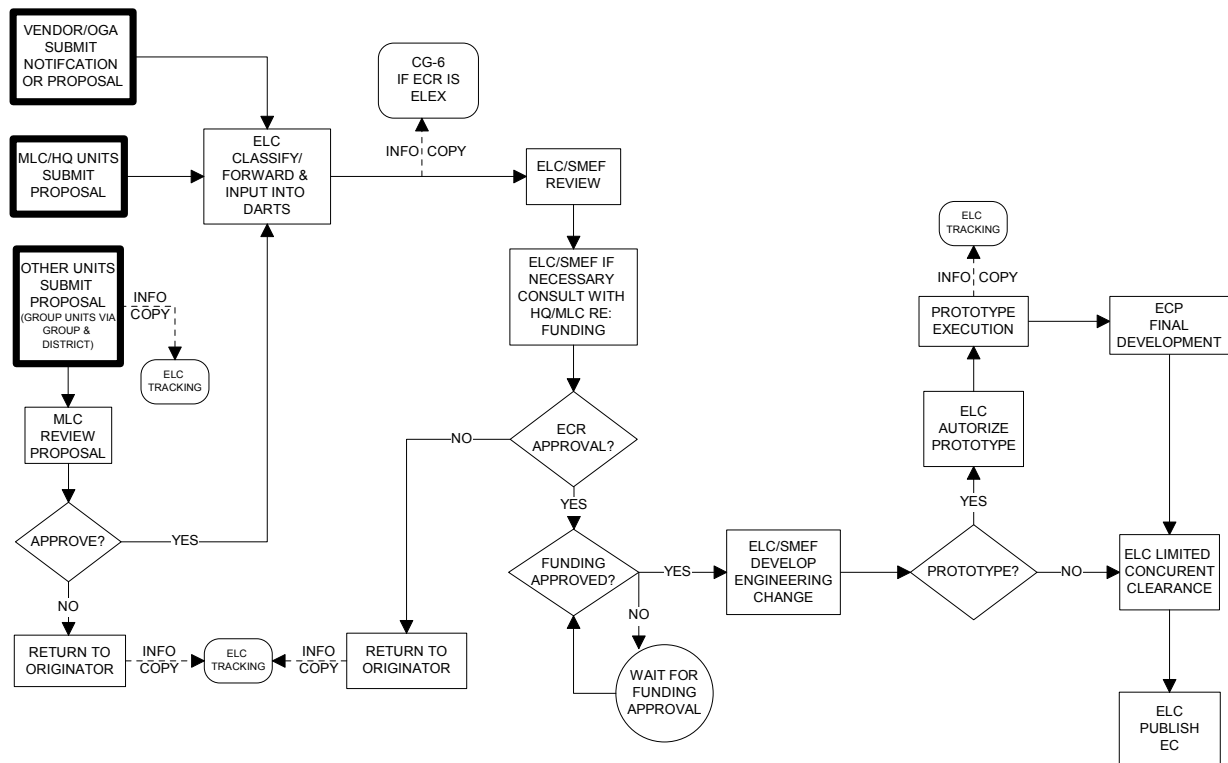 VENDOR/OGA
SUBMIT
NOTIFCATION
OR PROPOSAL
CG-6
IF ECR IS
ELEX
MLC/HQ UNITS
SUBMIT
PROPOSAL
ELC
CLASSIFY/
FORWARD &
INPUT INTO
DARTS
INFO COPY
ELC/SMEF
REVIEW
OTHER UNITS
SUBMIT
PROPOSAL
(GROUP UNITS VIA
GROUP &
DISTRICT)
INFO
COPY
ELC
TRACKING
ELC/SMEF IF
NECESSARY
CONSULT WITH
HQ/MLC RE:
FUNDING
ELC
TRACKING
INFO COPY
PROTOTYPE
EXECUTION
ECP
FINAL
DEVELOPMENT
MLC
REVIEW
PROPOSAL
NO
ECR
APPROVAL?
ELC
AUTORIZE
PROTOTYPE
YES
YES
APPROVE?
YES
FUNDING
APPROVED?
YES
ELC/SMEF
DEVELOP
ENGINEERING
CHANGE
PROTOTYPE?
NO
ELC LIMITED
CONCURENT
CLEARANCE
NO
NO
RETURN TO
ORIGINATOR
INFO
COPY
ELC
TRACKING
INFO
COPY
RETURN TO
ORIGINATOR
WAIT FOR
FUNDING
APPROVAL
ELC
PUBLISH
EC